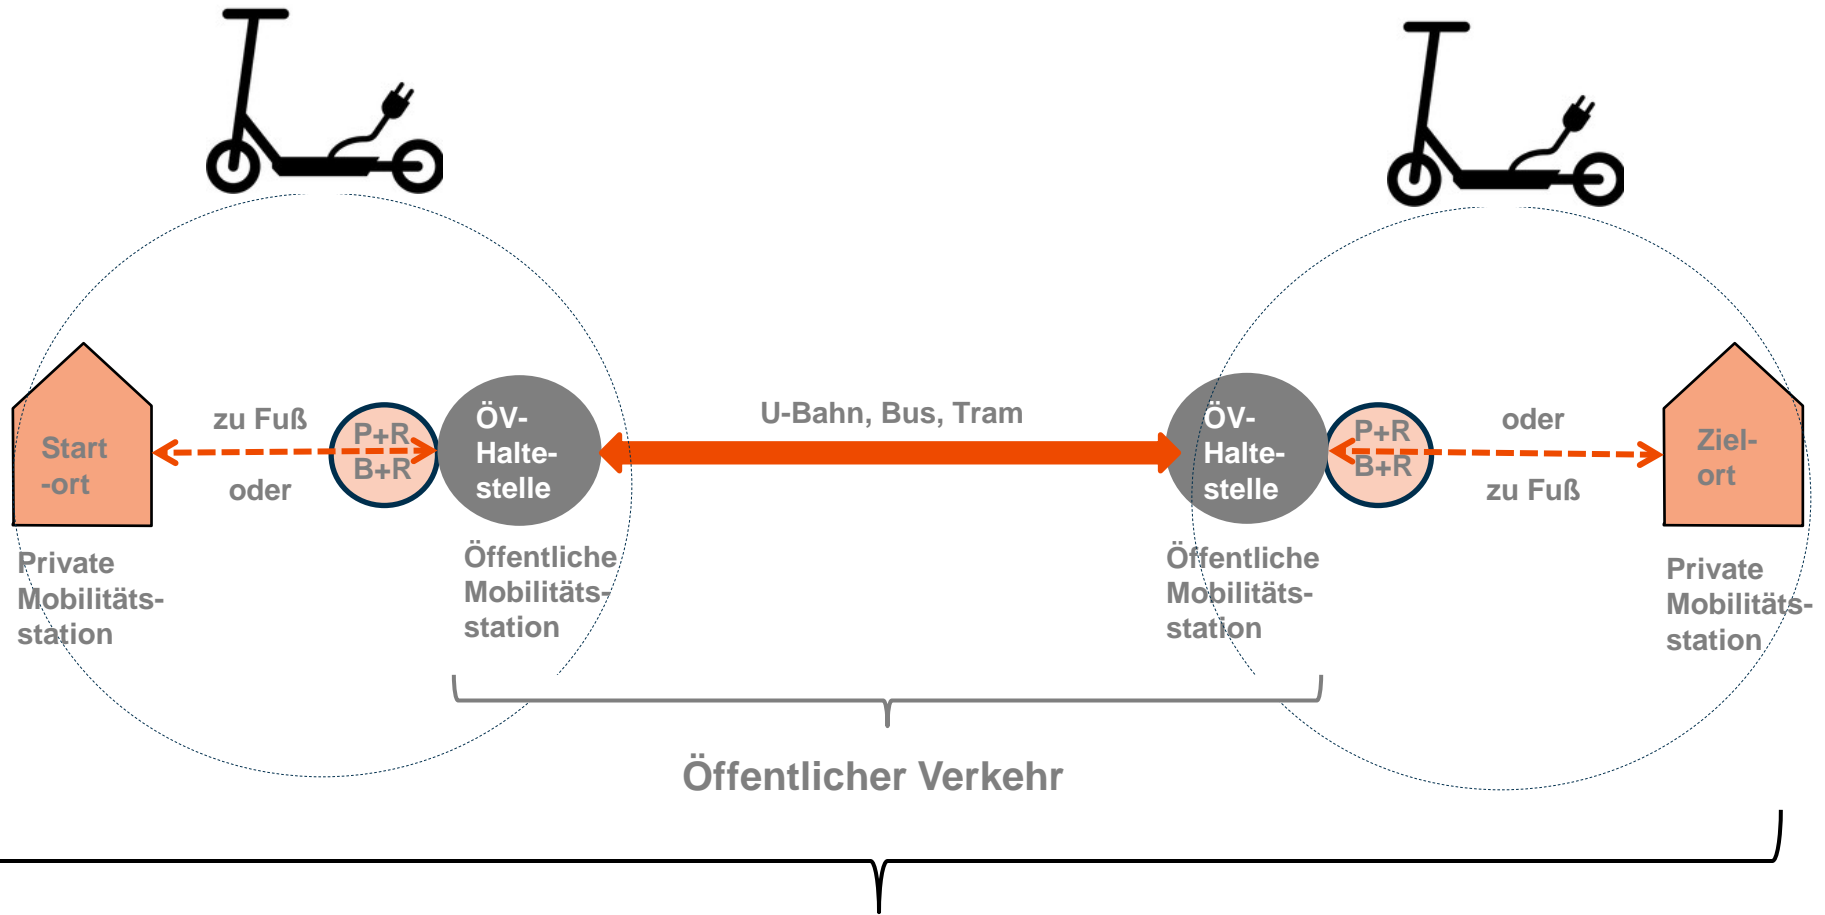 Start
-ort
zu Fuß
oder
P+R
B+R
ÖV-
Halte-
stelle
U-Bahn, Bus, Tram
ÖV-
Halte-
stelle
P+R
B+R
oder
zu Fuß
Ziel-
ort
Private
Mobilitäts-
station
Öffentliche
Mobilitäts-
station
Öffentliche
Mobilitäts-
station
Private
Mobilitäts-
station
Öffentlicher Verkehr